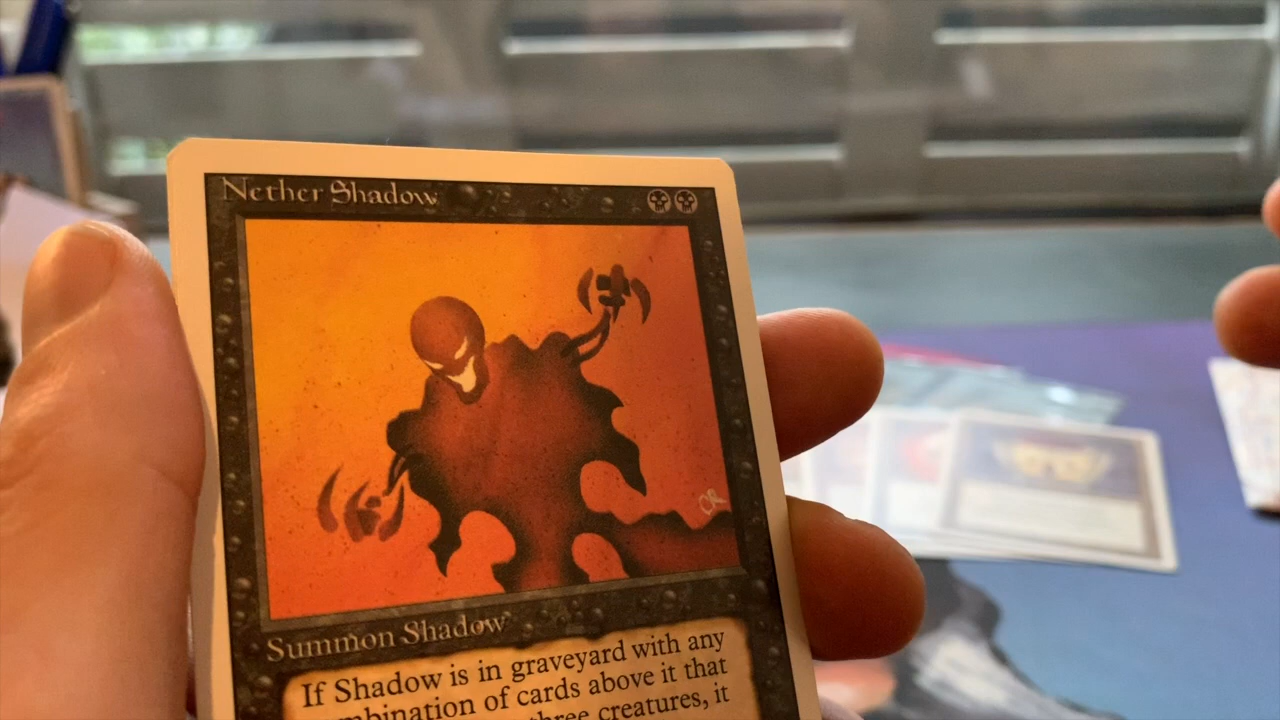 Nether Shadow
CR
Summon Shadow
If Shadow is in graveyard with any
combination of cards above it that
three creatures, it